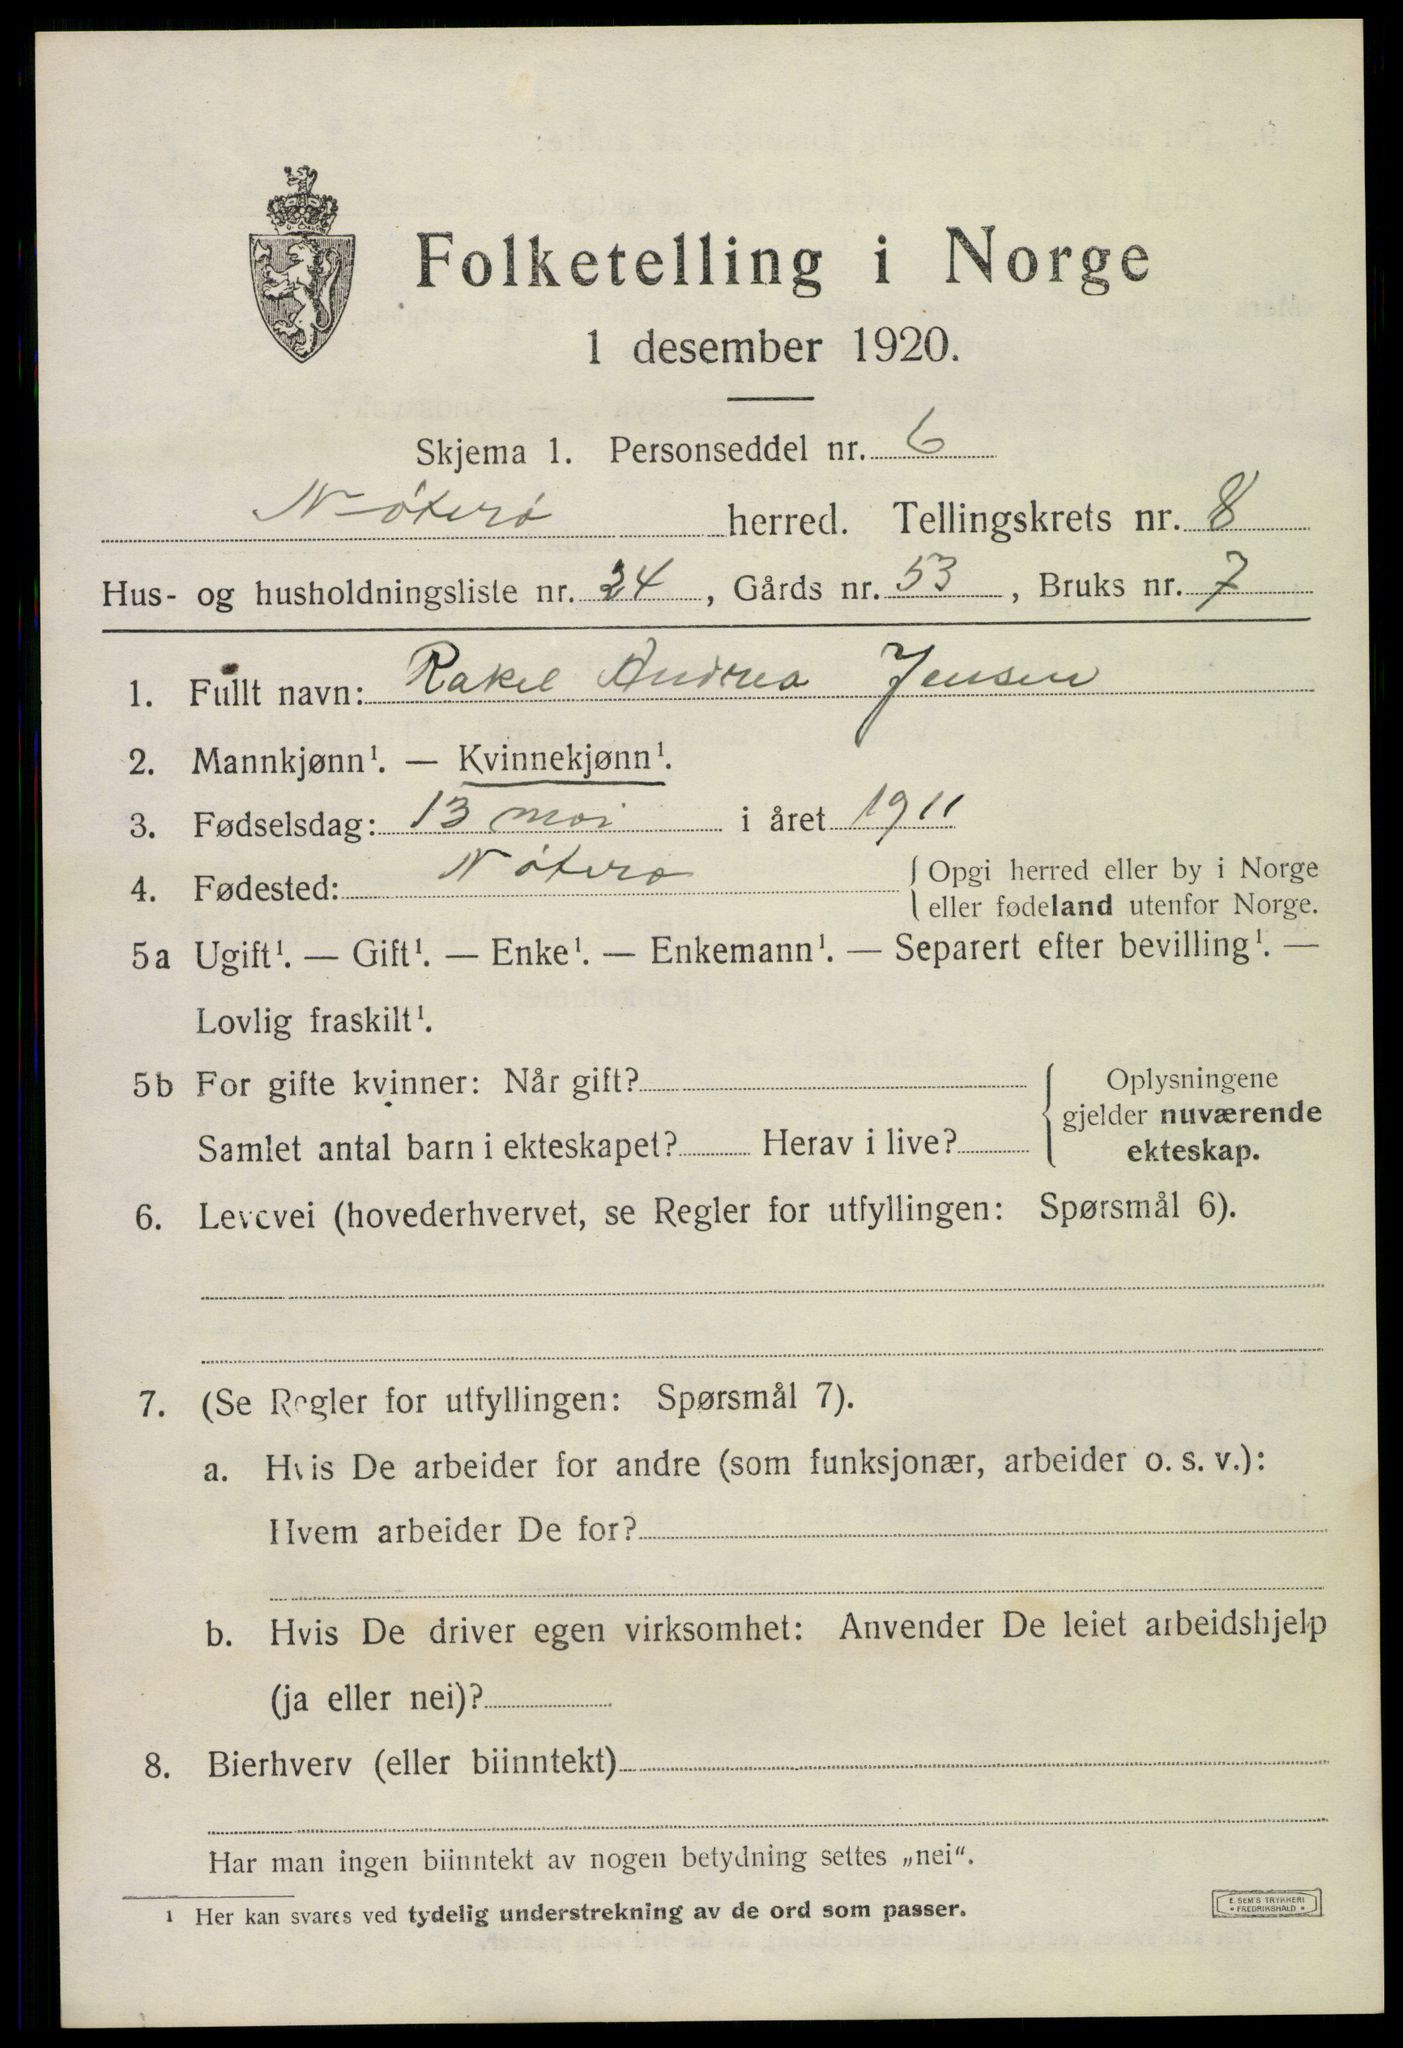 Folketelling i Norge
1 desember 1920.
Skjema 1. Personseddel nr. 6
Nøterø herred. Tellingskrets nr. 8
Hus- og husholdningsliste nr. 24, Gårds nr. 53, Bruks nr. 7
1. Fullt navn: Rakel Andrea Jensen
2. Mannkjønn¹. — Kvinnekjønn¹.
3. Fødselsdag: 13 mai i året 1911
4. Fødested: Nøterø { Opgi herred eller by i Norge
eller fødeland utenfor Norge.
5a Ugift¹. — Gift¹. — Enke¹. — Enkemann¹. — Separert efter bevilling¹. —
Lovlig fraskilt¹.
5b For gifte kvinner: Når gift?
Samlet antal barn i ekteskapet? Herav i live?
{ Oplysningene
gjelder nuværende
ekteskap.
6. Levevei (hovederhvervet, se Regler for utfyllingen: Spørsmål 6).
7. (Se Regler for utfyllingen: Spørsmål 7).
a. Hvis De arbeider for andre (som funksjonær, arbeider o. s. v.):
Hvem arbeider De for?
b. Hvis De driver egen virksomhet: Anvender De leiet arbeidshjelp
(ja eller nei)?
8. Bierhverv (eller biinntekt)
Har man ingen biinntekt av nogen betydning settes „nei“.
¹ Her kan svares ved tydelig understrekning av de ord som passer.
E. SEM'S TRYKKERI
• FREDRIKSHALD •